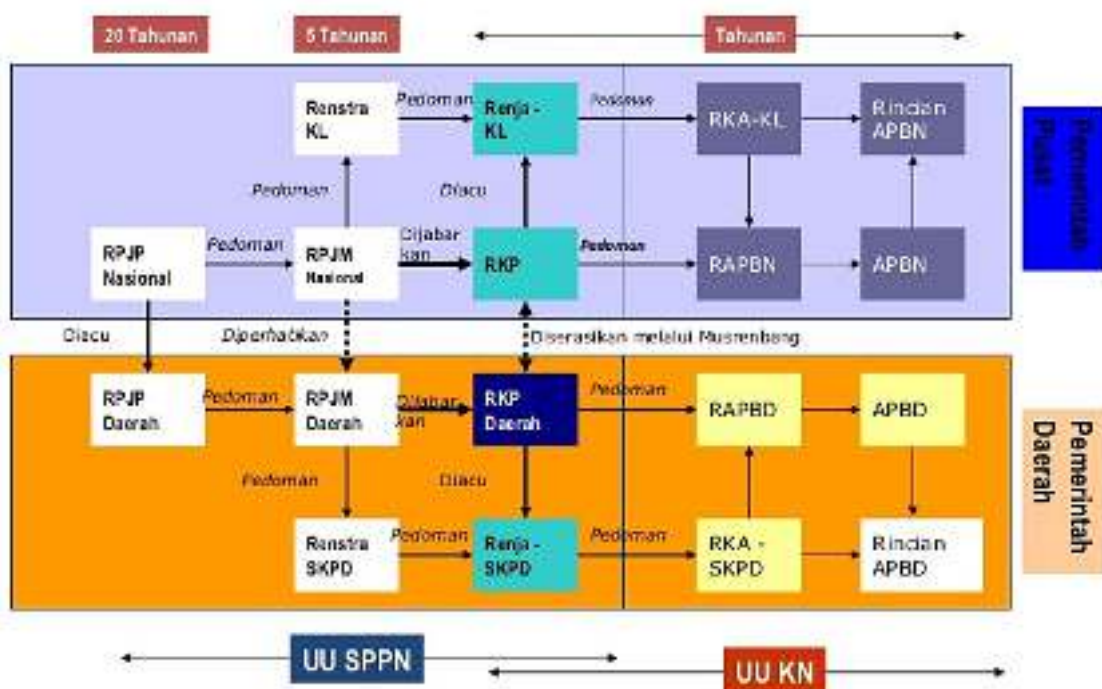 20 Tahunan
5 Tahunan
Tahunan
Renstra
KL
Pedoman
Renja -
KL
Pedoman
RKA-KL
Rincian
APBN
Pemerintah
Pusat
Pedoman
Diacu
RPJP
Nasional
Pedoman
RPJM
Nasional
Dijabar
kan
RKP
Pedoman
RAPBN
APBN
Diacu
Diperhatikan
Diserasikan melalui Musrenbang
RPJP
Daerah
Pedoman
RPJM
Daerah
Dijabar
kan
RKP
Daerah
Pedoman
RAPBD
APBD
Pemerintah
Daerah
Pedoman
Diacu
Renstra
SKPD
Pedoman
Renja -
SKPD
Pedoman
RKA -
SKPD
Rincian
APBD
UU SPPN
UU KN